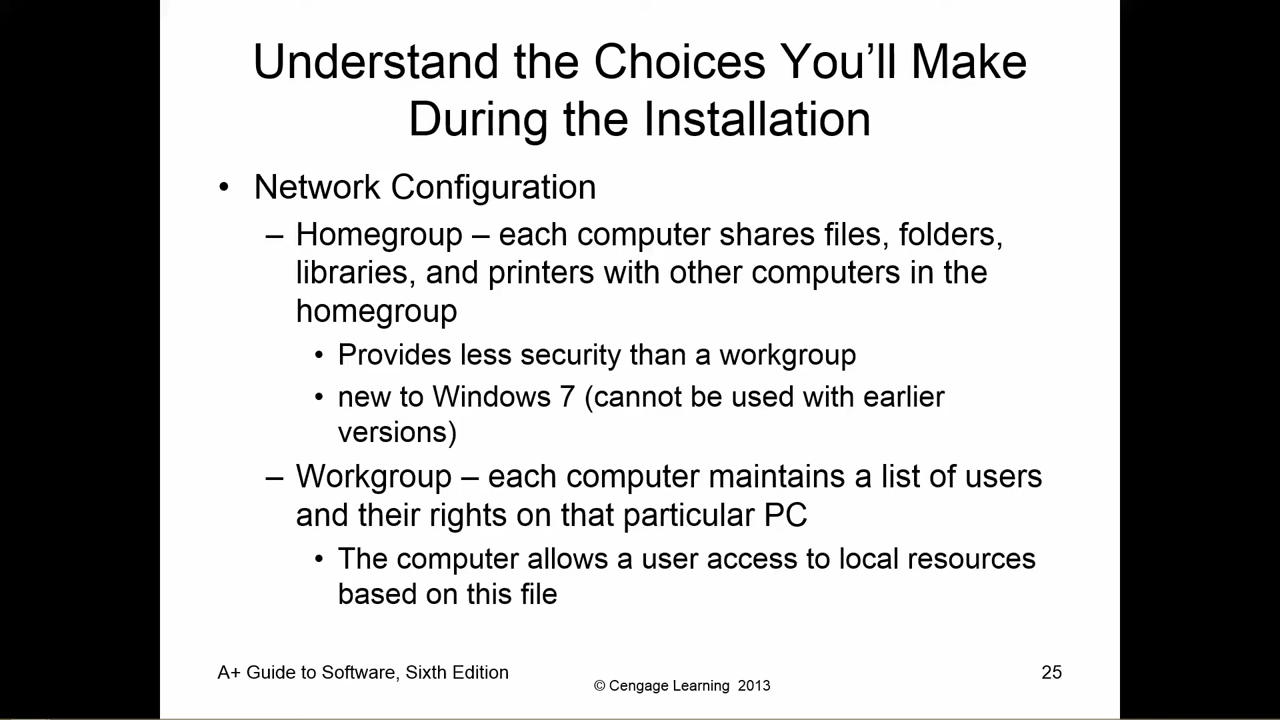 Understand the Choices You’ll Make
During the Installation
• Network Configuration
– Homegroup – each computer shares files, folders,
libraries, and printers with other computers in the
homegroup
• Provides less security than a workgroup
• new to Windows 7 (cannot be used with earlier
versions)
– Workgroup – each computer maintains a list of users
and their rights on that particular PC
• The computer allows a user access to local resources
based on this file
A+ Guide to Software, Sixth Edition
© Cengage Learning 2013
25